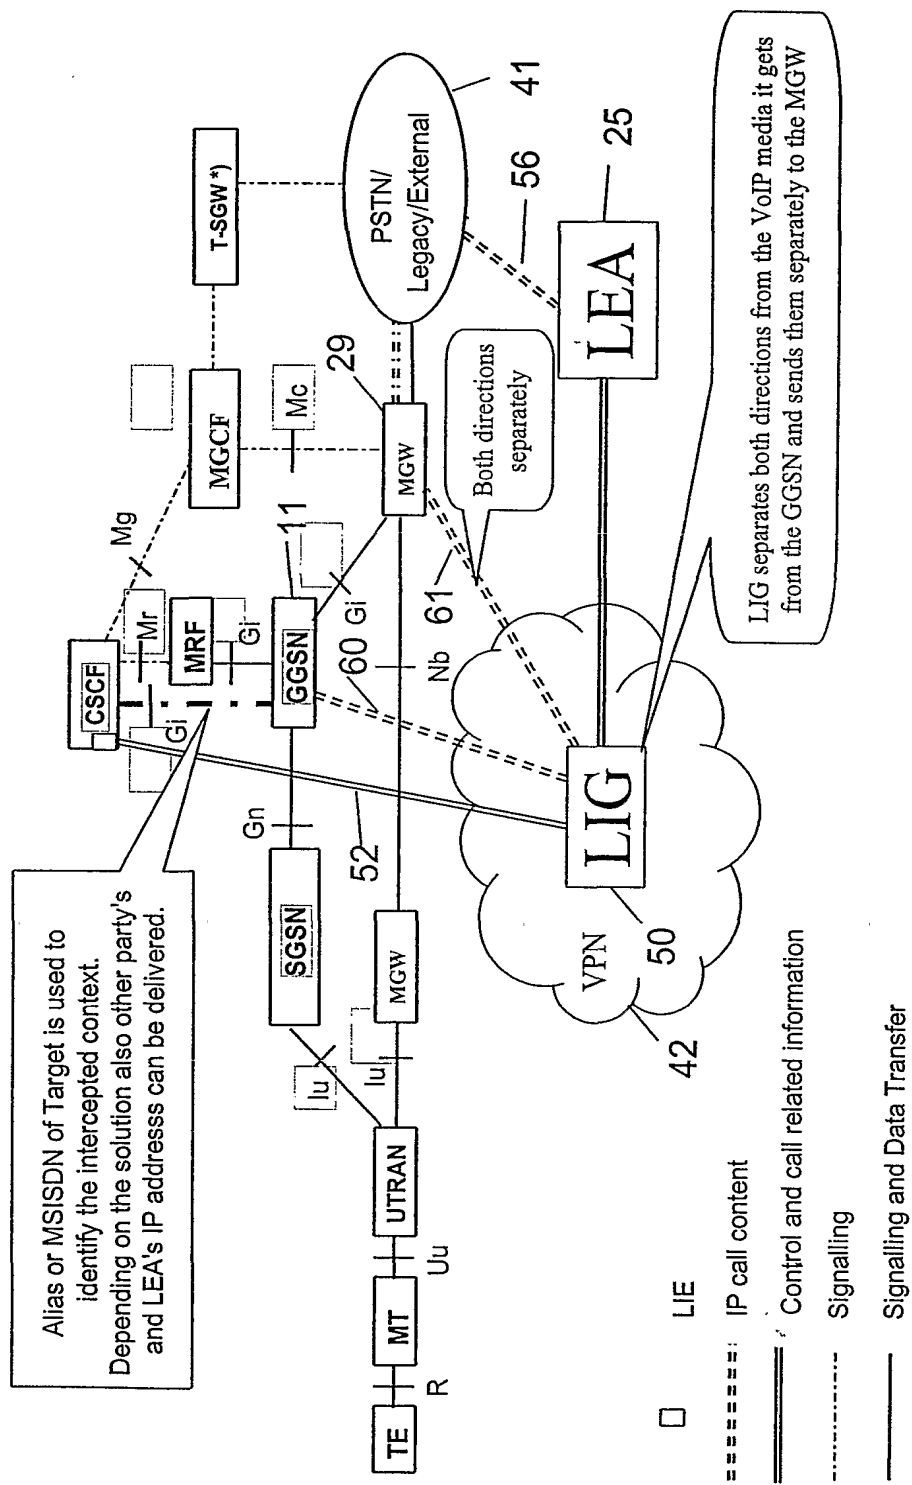 Alias or MSISDN of Target is used to
identify the intercepted context.
Depending on the solution also other party's
and LEA's IP addresss can be delivered.
CSCF
Mg
Mr
Gi
MRF
Gi
MGCF
T-SGW *)
Mc
11
GGSN
Gn
SGSN
Gi
60
52
Iu
Nb
TE
R
MT
Uu
UTRAN
Iu
MGW
MGW
29
PSTN/
Legacy/External
41
61
Both directions
separately
56
LEA
25
LIG
50
VPN
42
LIG separates both directions from the VoIP media it gets
from the GGSN and sends them separately to the MGW
LIE
IP call content
Control and call related information
Signalling
Signalling and Data Transfer